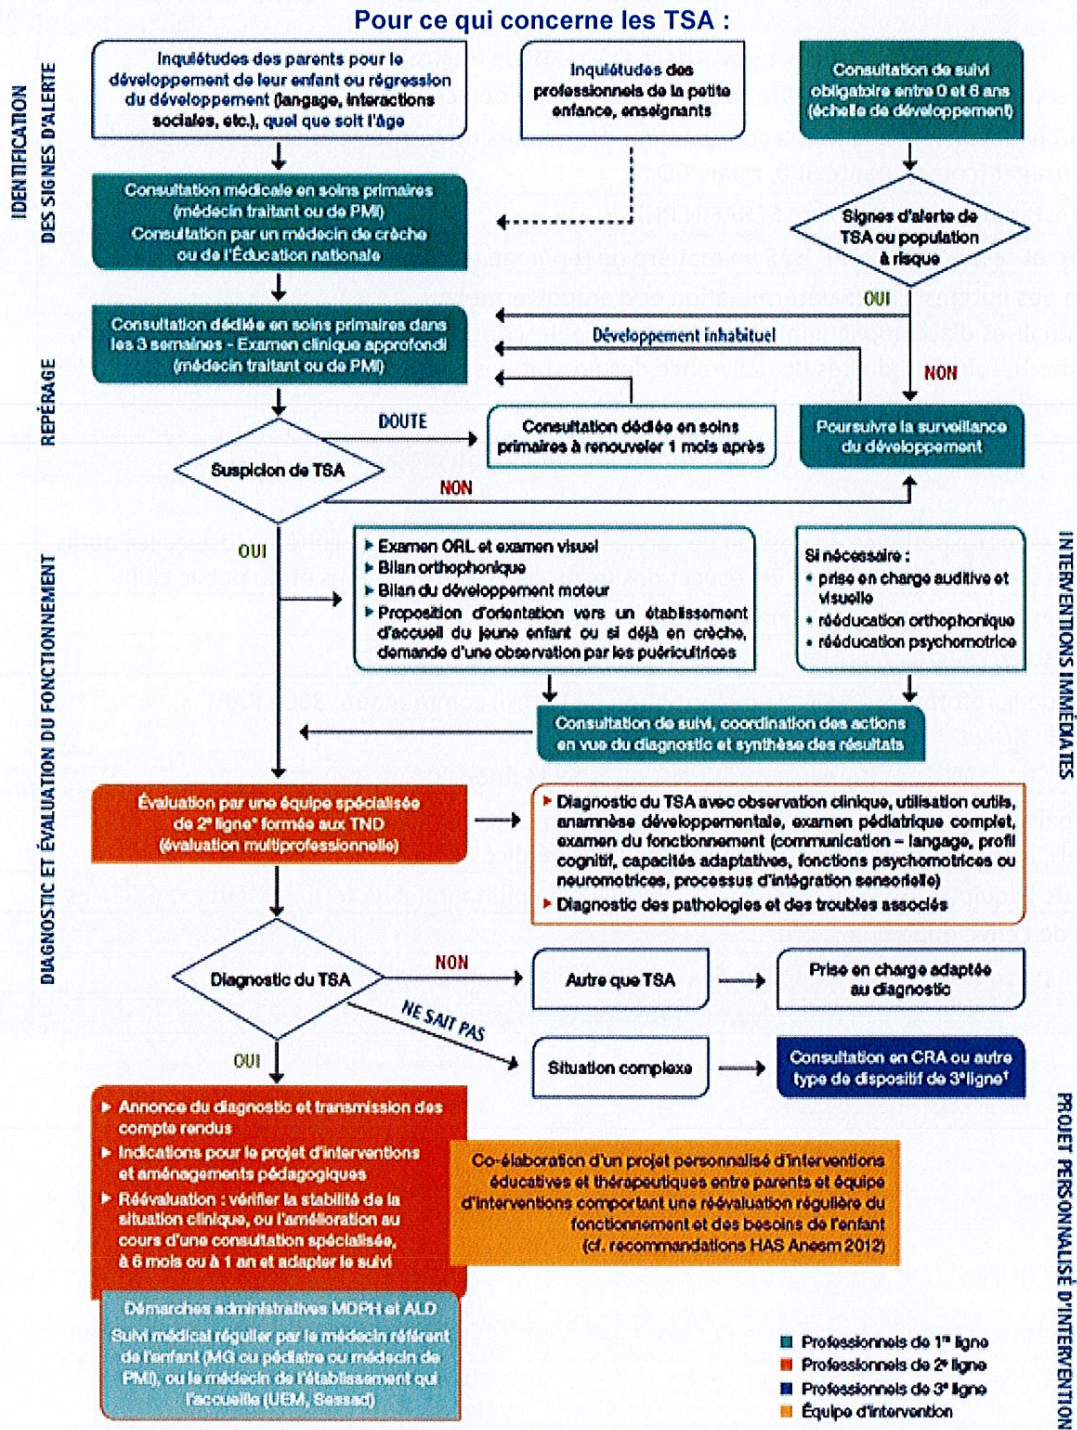 Pour ce qui concerne les TSA :
IDENTIFICATION
DES SIGNES D'ALERTE
Inquiétudes des parents pour le
développement de leur enfant ou régression
du développement (langage, interactions
sociales, etc.), quel que soit l'âge
Inquiétudes des
professionnels de la petite
enfance, enseignants
Consultation de suivi
obligatoire entre 0 et 6 ans
(échelle de développement)
Consultation médicale en soins primaires
(médecin traitant ou de PMI)
Consultation par un médecin de crèche
ou de l'Éducation nationale
Signes d'alerte de
TSA ou population
à risque
OUI
NON
REPÉRAGE
Consultation dédiée en soins primaires dans
les 3 semaines - Examen clinique approfondi
(médecin traitant ou de PMI)
Développement inhabituel
DOUTE
Consultation dédiée en soins
primaires à renouveler 1 mois après
Poursuivre la surveillance
du développement
Suspicion de TSA
NON
OUI
DIAGNOSTIC ET ÉVALUATION DU FONCTIONNEMENT
Examen ORL et examen visuel
Bilan orthophonique
Bilan du développement moteur
Proposition d'orientation vers un établissement
d'accueil du jeune enfant ou si déjà en crèche,
demande d'une observation par les puéricultrices
Si nécessaire :
• prise en charge auditive et
visuelle
• rééducation orthophonique
• rééducation psychomotrice
INTERVENTIONS IMMÉDIATES
Consultation de suivi, coordination des actions
en vue du diagnostic et synthèse des résultats
Évaluation par une équipe spécialisée
de 2e ligne* formée aux TND
(évaluation multiprofessionnelle)
Diagnostic du TSA avec observation clinique, utilisation outils,
anamnèse développementale, examen pédiatrique complet,
examen du fonctionnement (communication – langage, profil
cognitif, capacités adaptatives, fonctions psychomotrices ou
neuromotrices, processus d'intégration sensorielle)
Diagnostic des pathologies et des troubles associés
Diagnostic du TSA
NON
Autre que TSA
Prise en charge adaptée
au diagnostic
NE SAIT PAS
Situation complexe
Consultation en CRA ou autre
type de dispositif de 3e ligne†
OUI
PROJET PERSONNALISÉ D'INTERVENTION
Annonce du diagnostic et transmission des
compte rendus
Indications pour le projet d'interventions
et aménagements pédagogiques
Réévaluation : vérifier la stabilité de la
situation clinique, ou l'amélioration au
cours d'une consultation spécialisée,
à 6 mois ou à 1 an et adapter le suivi
Co-élaboration d'un projet personnalisé d'interventions
éducatives et thérapeutiques entre parents et équipe
d'interventions comportant une réévaluation régulière du
fonctionnement et des besoins de l'enfant
(cf. recommandations HAS Anesm 2012)
Démarches administratives MDPH et ALD
Suivi médical régulier par le médecin référent
de l'enfant (MG ou pédiatre ou médecin de
PMI), ou le médecin de l'établissement qui
l'accueille (UEM, Sessad)
Professionnels de 1re ligne
Professionnels de 2e ligne
Professionnels de 3e ligne
Équipe d'intervention